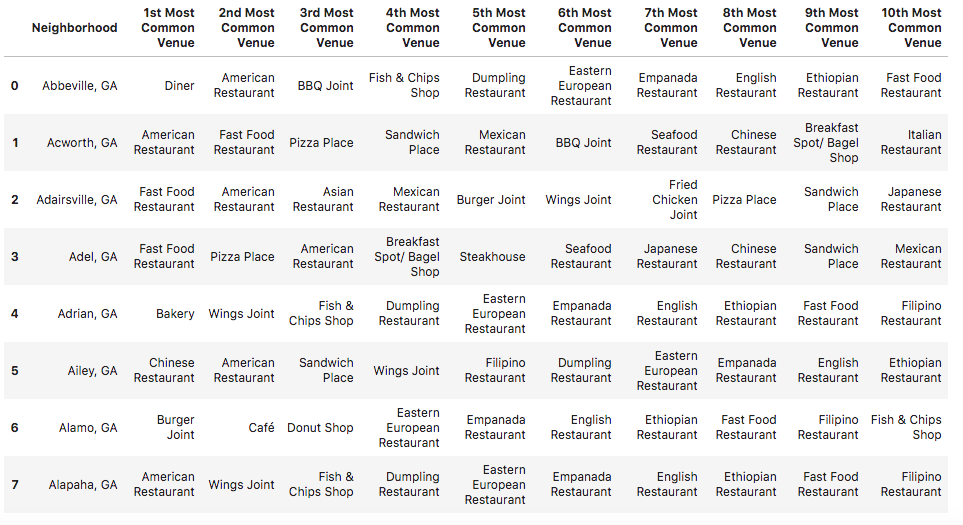 Neighborhood 1st Most Common Venue 2nd Most Common Venue 3rd Most Common Venue 4th Most Common Venue 5th Most Common Venue 6th Most Common Venue 7th Most Common Venue 8th Most Common Venue 9th Most Common Venue 10th Most Common Venue
0 Abbeville, GA Diner American Restaurant BBQ Joint Fish & Chips Shop Dumpling Restaurant Eastern European Restaurant Empanada Restaurant English Restaurant Ethiopian Restaurant Fast Food Restaurant
1 Acworth, GA American Restaurant Fast Food Restaurant Pizza Place Sandwich Place Mexican Restaurant BBQ Joint Seafood Restaurant Chinese Restaurant Breakfast Spot/ Bagel Shop Italian Restaurant
2 Adairsville, GA Fast Food Restaurant American Restaurant Asian Restaurant Mexican Restaurant Burger Joint Wings Joint Fried Chicken Joint Pizza Place Sandwich Place Japanese Restaurant
3 Adel, GA Fast Food Restaurant Pizza Place American Restaurant Breakfast Spot/ Bagel Shop Steakhouse Seafood Restaurant Japanese Restaurant Chinese Restaurant Sandwich Place Mexican Restaurant
4 Adrian, GA Bakery Wings Joint Fish & Chips Shop Dumpling Restaurant Eastern European Restaurant Empanada Restaurant English Restaurant Ethiopian Restaurant Fast Food Restaurant Filipino Restaurant
5 Ailey, GA Chinese Restaurant American Restaurant Sandwich Place Wings Joint Filipino Restaurant Dumpling Restaurant Eastern European Restaurant Empanada Restaurant English Restaurant Ethiopian Restaurant
6 Alamo, GA Burger Joint Café Donut Shop Eastern European Restaurant Empanada Restaurant English Restaurant Ethiopian Restaurant Fast Food Restaurant Filipino Restaurant Fish & Chips Shop
7 Alapaha, GA American Restaurant Wings Joint Fish & Chips Shop Dumpling Restaurant Eastern European Restaurant Empanada Restaurant English Restaurant Ethiopian Restaurant Fast Food Restaurant Filipino Restaurant